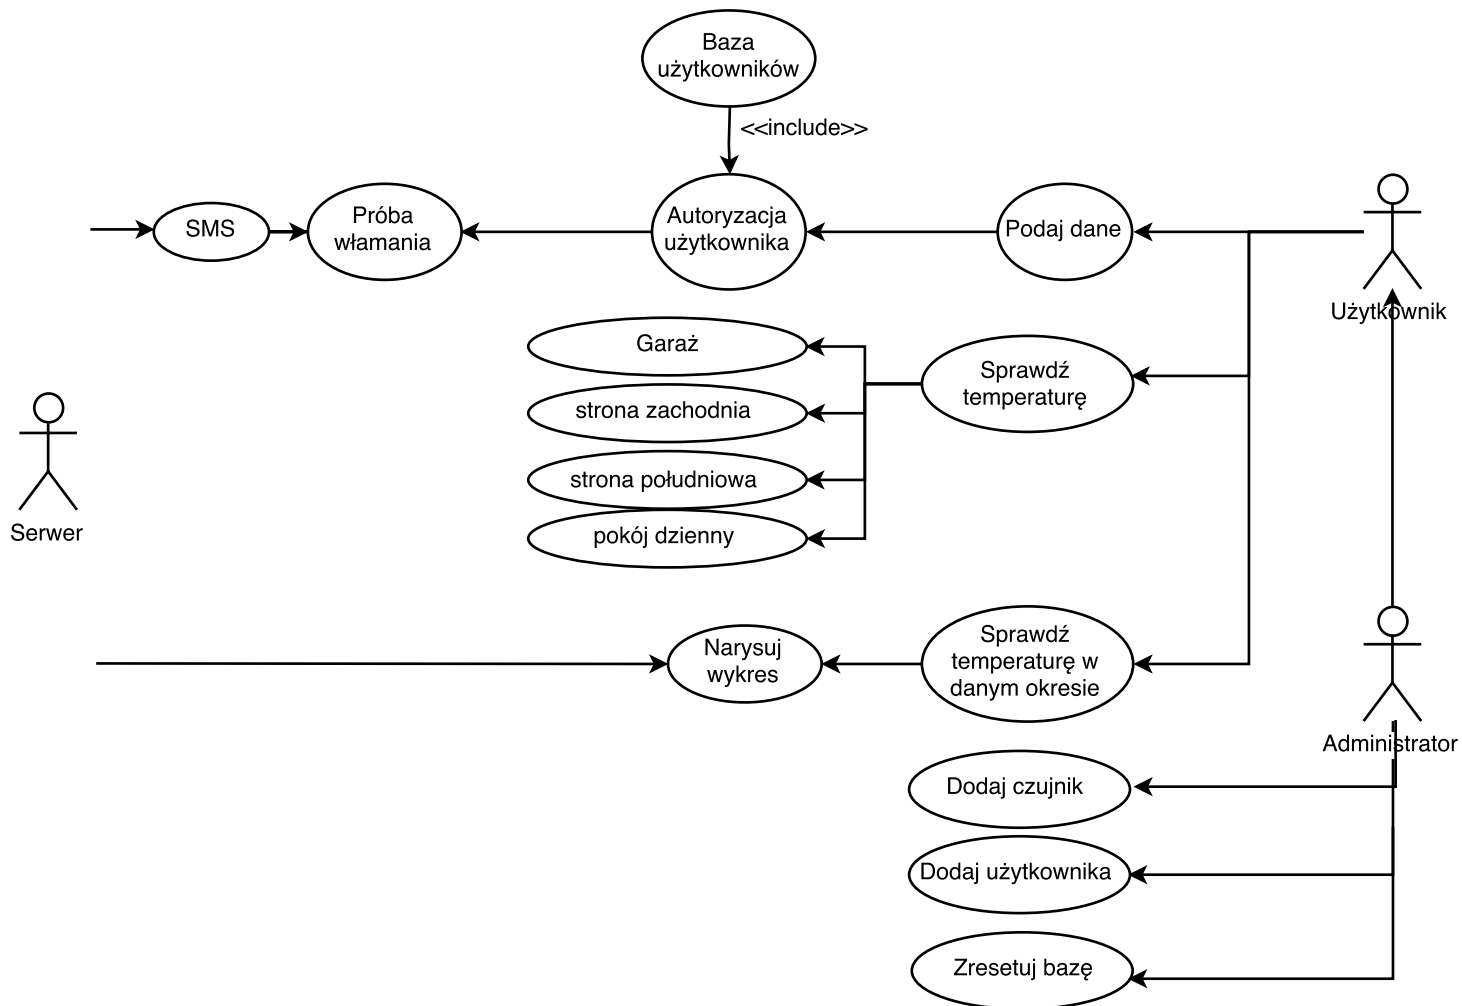 Baza
użytkowników
<<include>>
SMS
Próba
włamania
Autoryzacja
użytkownika
Podaj dane
Użytkownik
Garaż
strona zachodnia
strona południowa
pokój dzienny
Sprawdź
temperaturę
Serwer
Narysuj
wykres
Sprawdź
temperaturę w
danym okresie
Administrator
Dodaj czujnik
Dodaj użytkownika
Zresetuj bazę